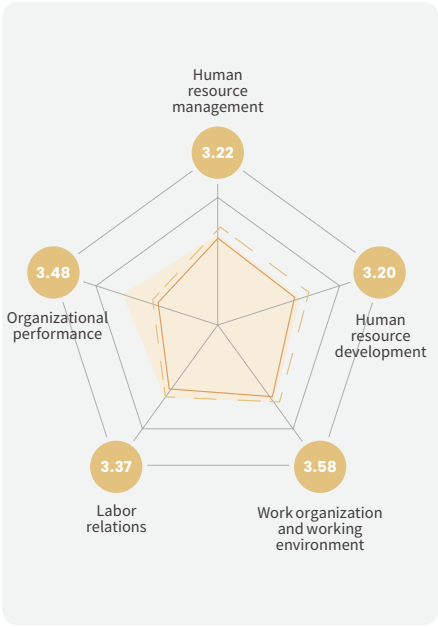 Human
resource
management
3.22
3.48
3.20
Organizational
performance
Human
resource
development
3.37
3.58
Labor
relations
Work organization
and working
environment